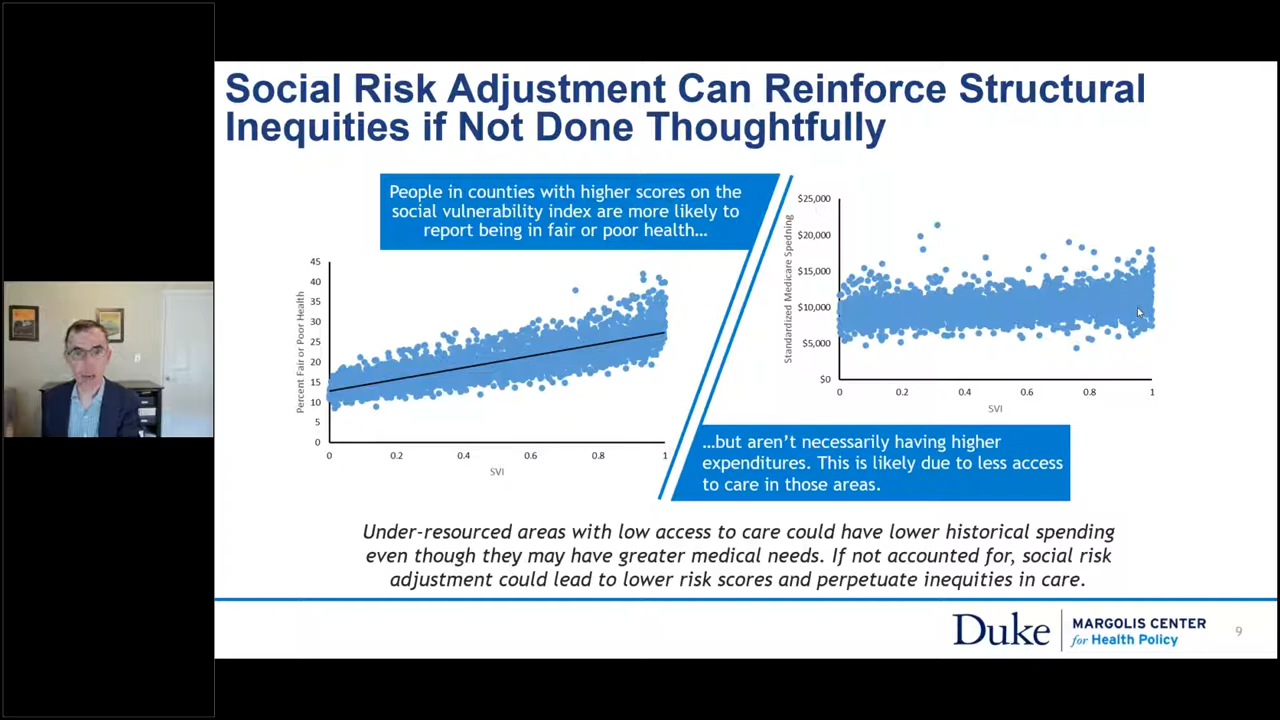 Social Risk Adjustment Can Reinforce Structural
Inequities if Not Done Thoughtfully
People in counties with higher scores on the
social vulnerability index are more likely to
report being in fair or poor health…
Percent Fair or Poor Health
45
40
35
30
25
20
15
10
5
0
0
0.2
0.4
0.6
0.8
1
SVI
Standardized Medicare Spedning
$25,000
$20,000
$15,000
$10,000
$5,000
$0
0
0.2
0.4
0.6
0.8
1
SVI
…but aren’t necessarily having higher
expenditures. This is likely due to less access
to care in those areas.
Under-resourced areas with low access to care could have lower historical spending
even though they may have greater medical needs. If not accounted for, social risk
adjustment could lead to lower risk scores and perpetuate inequities in care.
Duke
MARGOLIS CENTER
for Health Policy
9